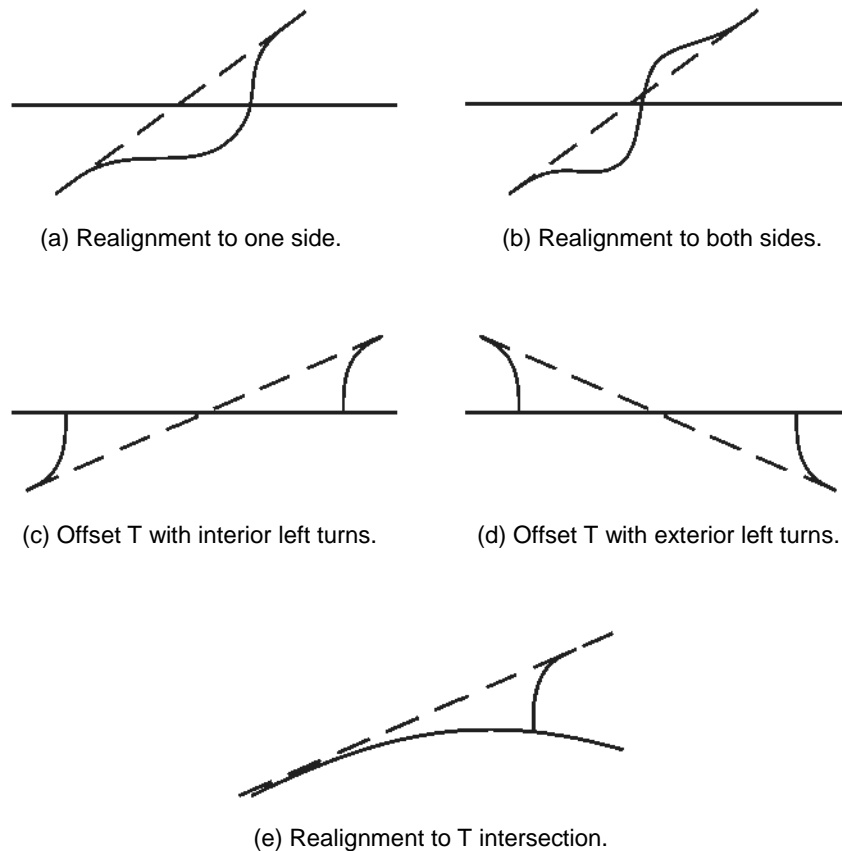 (a) Realignment to one side.
(b) Realignment to both sides.
(c) Offset T with interior left turns.
(d) Offset T with exterior left turns.
(e) Realignment to T intersection.